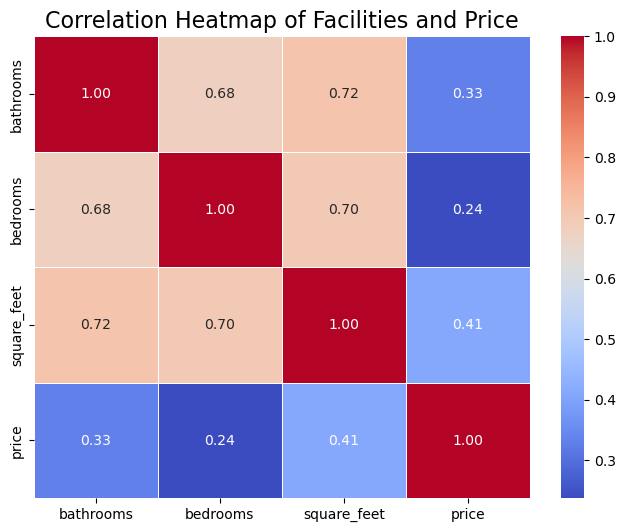 Correlation Heatmap of Facilities and Price
bathrooms
1.00 0.68 0.72 0.33
bedrooms
0.68 1.00 0.70 0.24
square_feet
0.72 0.70 1.00 0.41
price
0.33 0.24 0.41 1.00
bathrooms bedrooms square_feet price
1.0
0.9
0.8
0.7
0.6
0.5
0.4
0.3